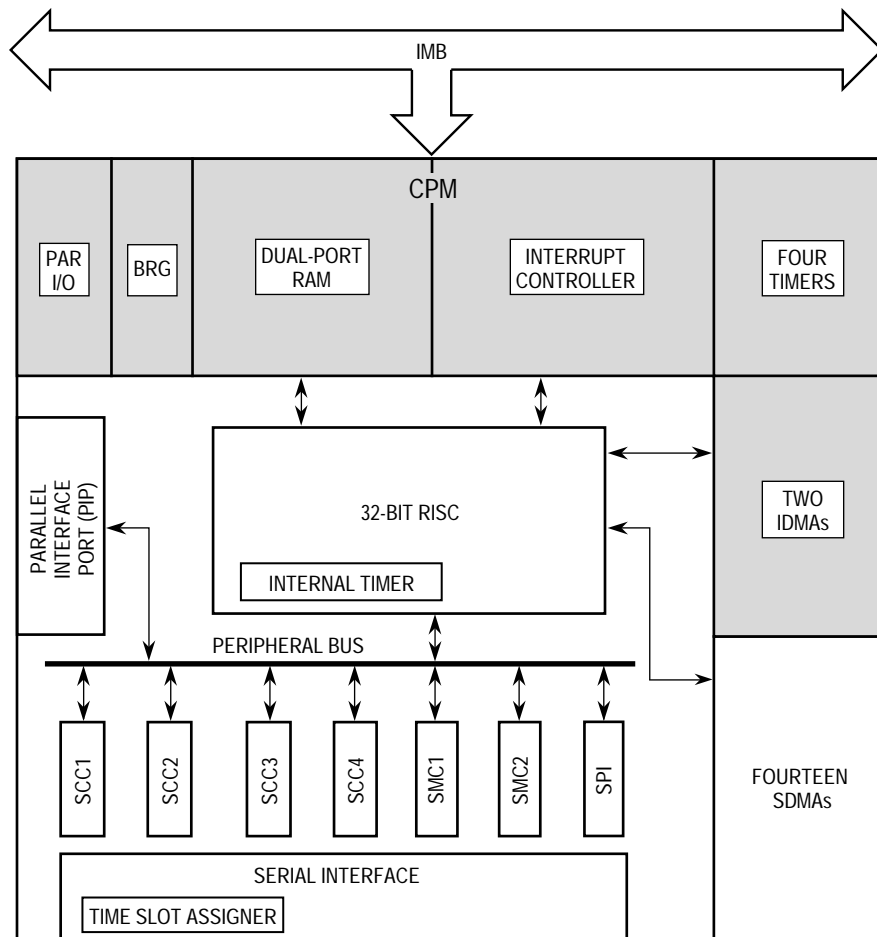 IMB
CPM
PAR
I/O
BRG
DUAL-PORT
RAM
INTERRUPT
CONTROLLER
FOUR
TIMERS
PARALLEL
INTERFACE
PORT (PIP)
32-BIT RISC
INTERNAL TIMER
TWO
IDMAs
PERIPHERAL BUS
SCC1
SCC2
SCC3
SCC4
SMC1
SMC2
SPI
FOURTEEN
SDMAs
SERIAL INTERFACE
TIME SLOT ASSIGNER